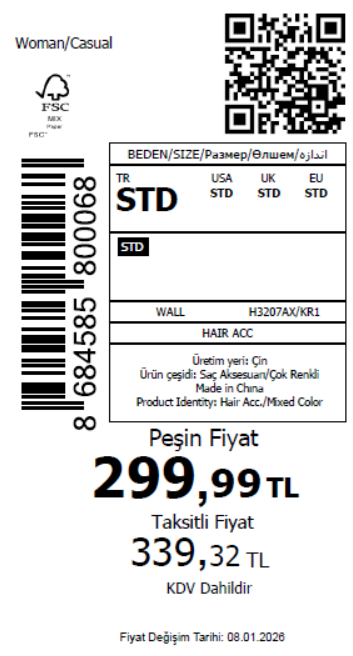 Woman/Casual
FSC
MIX
Paper
FSC™
BEDEN/SIZE/Размер/Өлшем/اندازه
TR USA UK EU
STD STD STD STD
STD
WALL H3207AX/KR1
HAIR ACC
Üretim yeri: Çin
Ürün çeşidi: Saç Aksesuarı/Çok Renkli
Made in China
Product Identity: Hair Acc./Mixed Color
8 684585 800068
Peşin Fiyat
299,99 TL
Taksitli Fiyat
339,32 TL
KDV Dahildir
Fiyat Değişim Tarihi: 08.01.2026